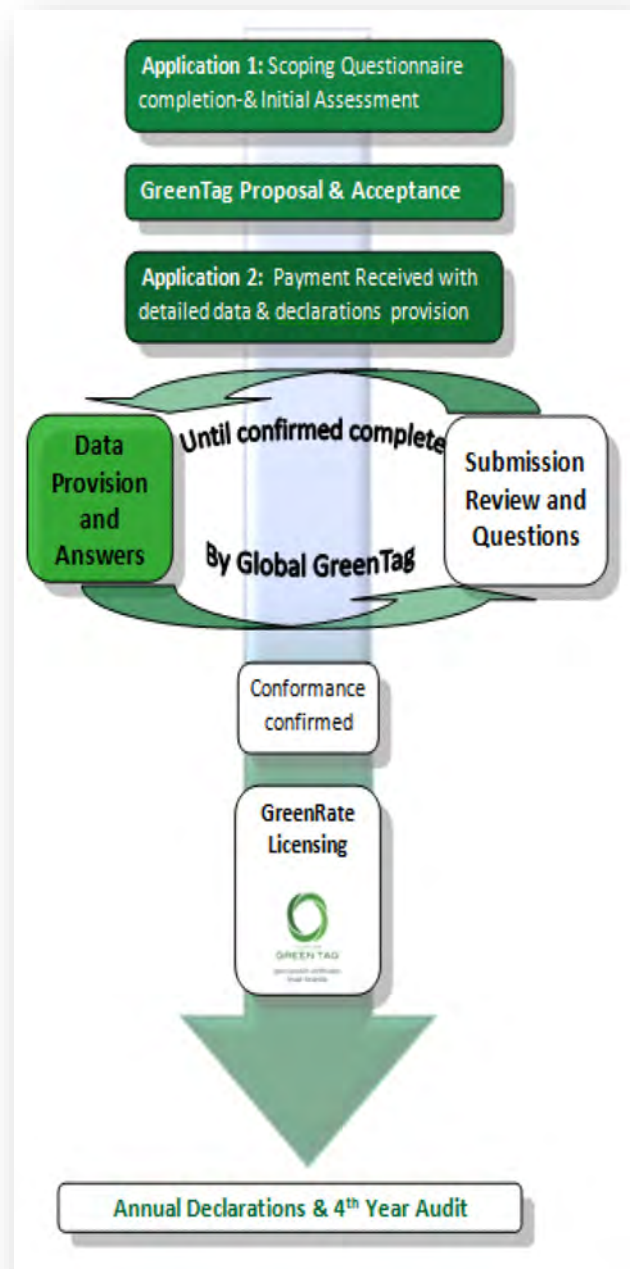 Application 1: Scoping Questionnaire
completion-& Initial Assessment
GreenTag Proposal & Acceptance
Application 2: Payment Received with
detailed data & declarations provision
Until confirmed complete
Data
Provision
and
Answers
Submission
Review and
Questions
By Global GreenTag
Conformance
confirmed
GreenRate
Licensing
GREEN TAG
Annual Declarations & 4th Year Audit